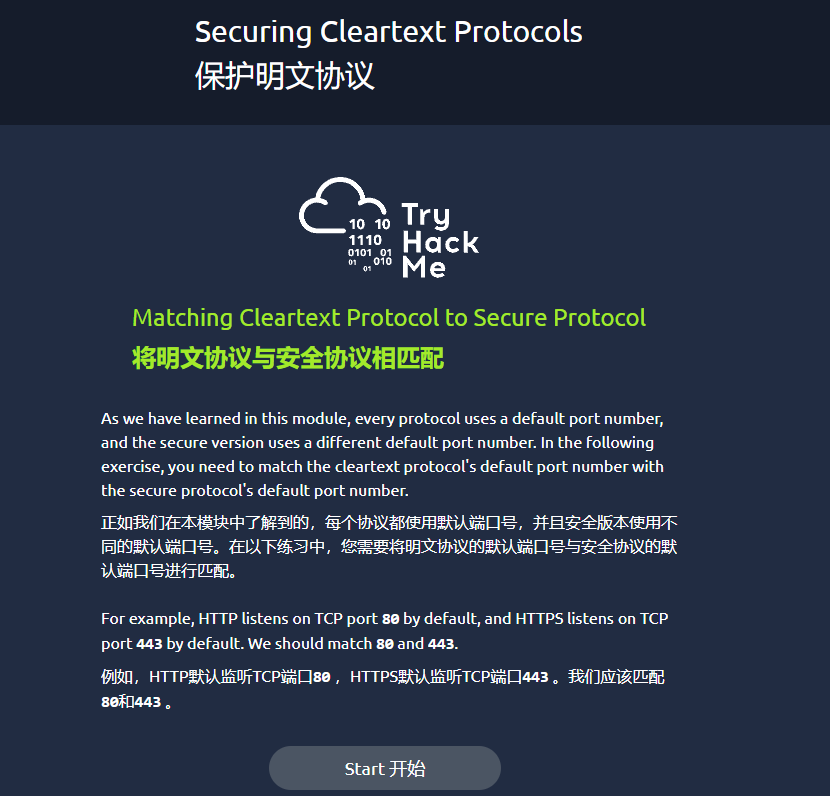 Securing Cleartext Protocols
保护明文协议
10 10
1110
0101 01
01 010
01
Try
Hack
Me
Matching Cleartext Protocol to Secure Protocol
将明文协议与安全协议相匹配
As we have learned in this module, every protocol uses a default port number,
and the secure version uses a different default port number. In the following
exercise, you need to match the cleartext protocol's default port number with
the secure protocol's default port number.
正如我们在本模块中了解到的，每个协议都使用默认端口号，并且安全版本使用不
同的默认端口号。在以下练习中，您需要将明文协议的默认端口号与安全协议的默
认端口号进行匹配。
For example, HTTP listens on TCP port 80 by default, and HTTPS listens on TCP
port 443 by default. We should match 80 and 443.
例如，HTTP默认监听TCP端口80 ，HTTPS默认监听TCP端口443 。我们应该匹配
80和443 。
Start 开始